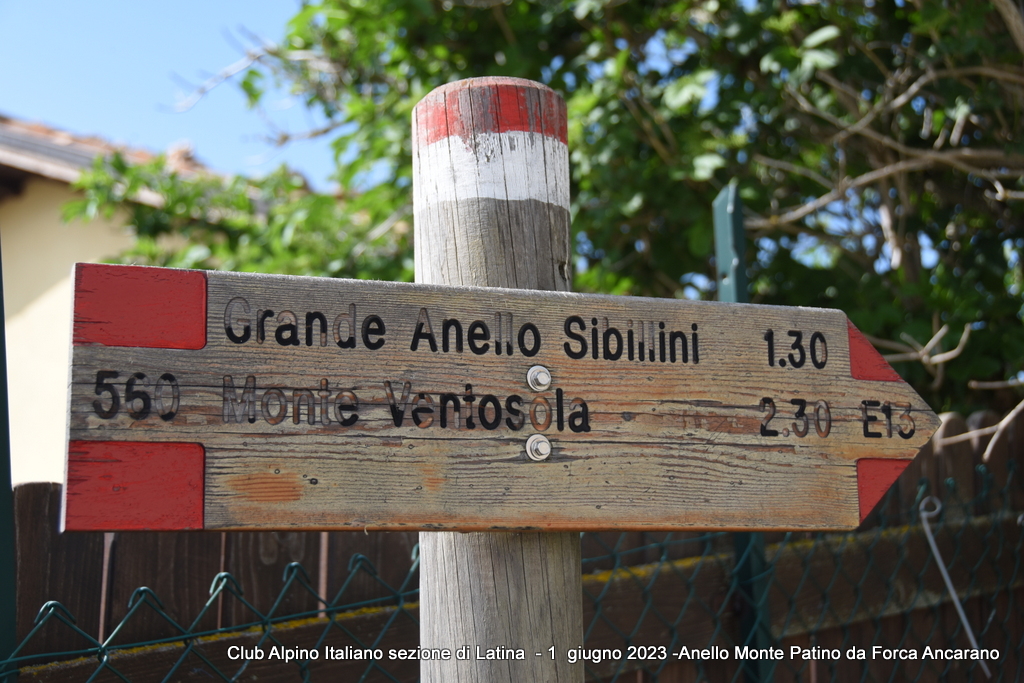 Grande Anello Sibillini 1.30
560 Monte Ventosola 2.30 E13
Club Alpino Italiano sezione di Latina - 1 giugno 2023 -Anello Monte Patino da Forca Ancarano